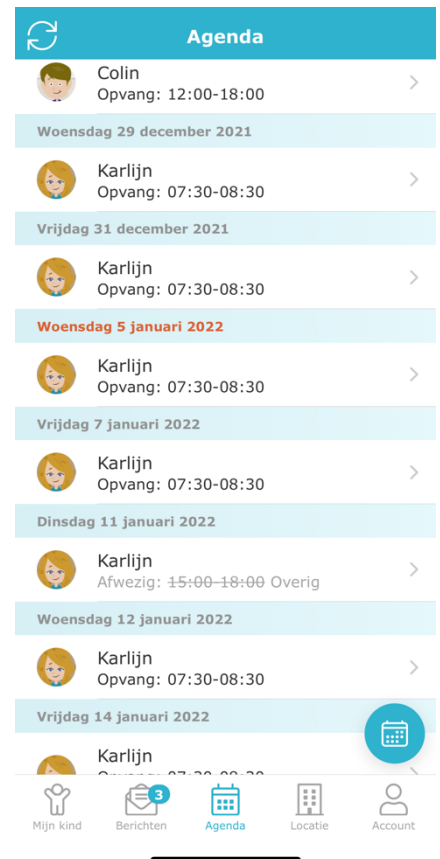 Agenda
Colin
Opvang: 12:00-18:00
Woensdag 29 december 2021
Karlijn
Opvang: 07:30-08:30
Vrijdag 31 december 2021
Karlijn
Opvang: 07:30-08:30
Woensdag 5 januari 2022
Karlijn
Opvang: 07:30-08:30
Vrijdag 7 januari 2022
Karlijn
Opvang: 07:30-08:30
Dinsdag 11 januari 2022
Karlijn
Afwezig: 15:00-18:00 Overig
Woensdag 12 januari 2022
Karlijn
Opvang: 07:30-08:30
Vrijdag 14 januari 2022
Karlijn
3
Mijn kind Berichten Agenda Locatie Account